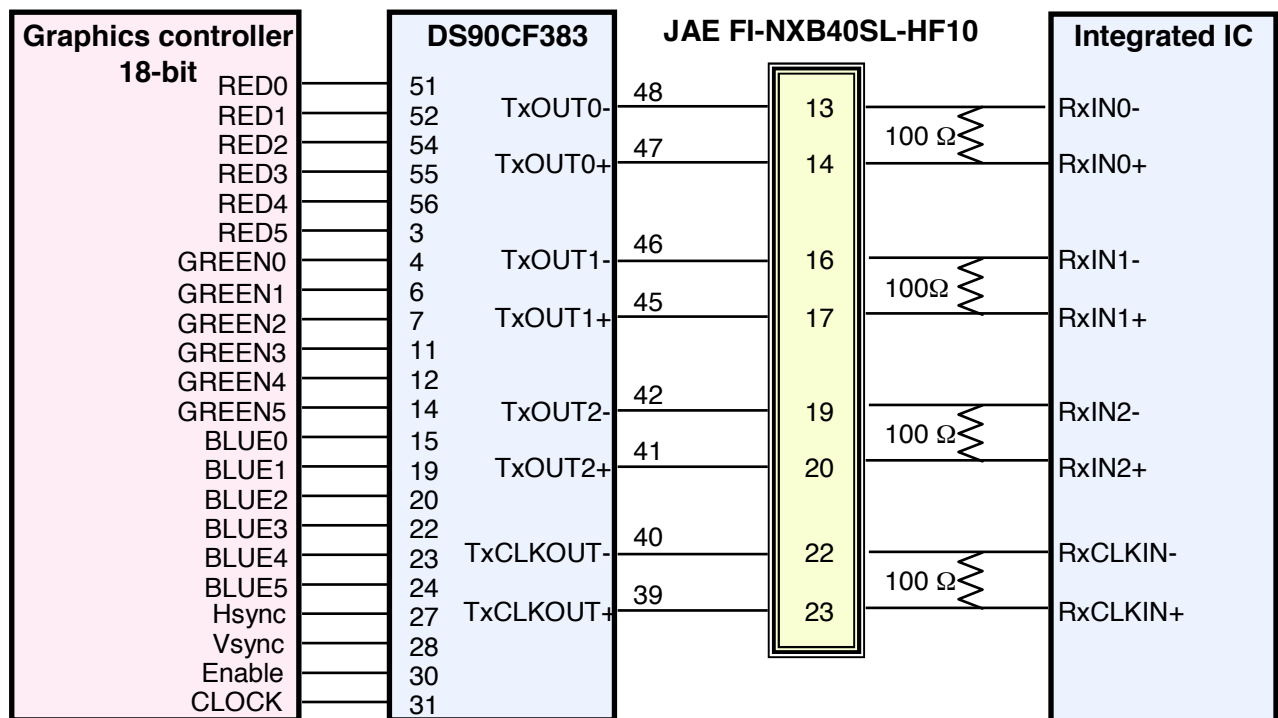 Graphics controller
18-bit
DS90CF383
JAE FI-NXB40SL-HF10
Integrated IC
RED0 51
RED1 52
RED2 54
RED3 55
RED4 56
RED5 3
GREEN0 4
GREEN1 6
GREEN2 7
GREEN3 11
GREEN4 12
GREEN5 14
BLUE0 15
BLUE1 19
BLUE2 20
BLUE3 22
BLUE4 23
BLUE5 24
Hsync 27
Vsync 28
Enable 30
CLOCK 31
TxOUT0- 48 13 RxIN0-
100 Ω
TxOUT0+ 47 14 RxIN0+
TxOUT1- 46 16 RxIN1-
100Ω
TxOUT1+ 45 17 RxIN1+
TxOUT2- 42 19 RxIN2-
100 Ω
TxOUT2+ 41 20 RxIN2+
TxCLKOUT- 40 22 RxCLKIN-
100 Ω
TxCLKOUT+ 39 23 RxCLKIN+